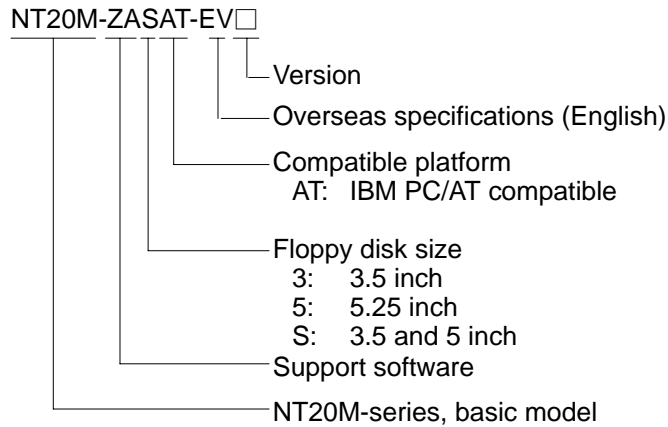 NT20M-ZASAT-EV□
Version
Overseas specifications (English)
Compatible platform
AT: IBM PC/AT compatible
Floppy disk size
3: 3.5 inch
5: 5.25 inch
S: 3.5 and 5 inch
Support software
NT20M-series, basic model